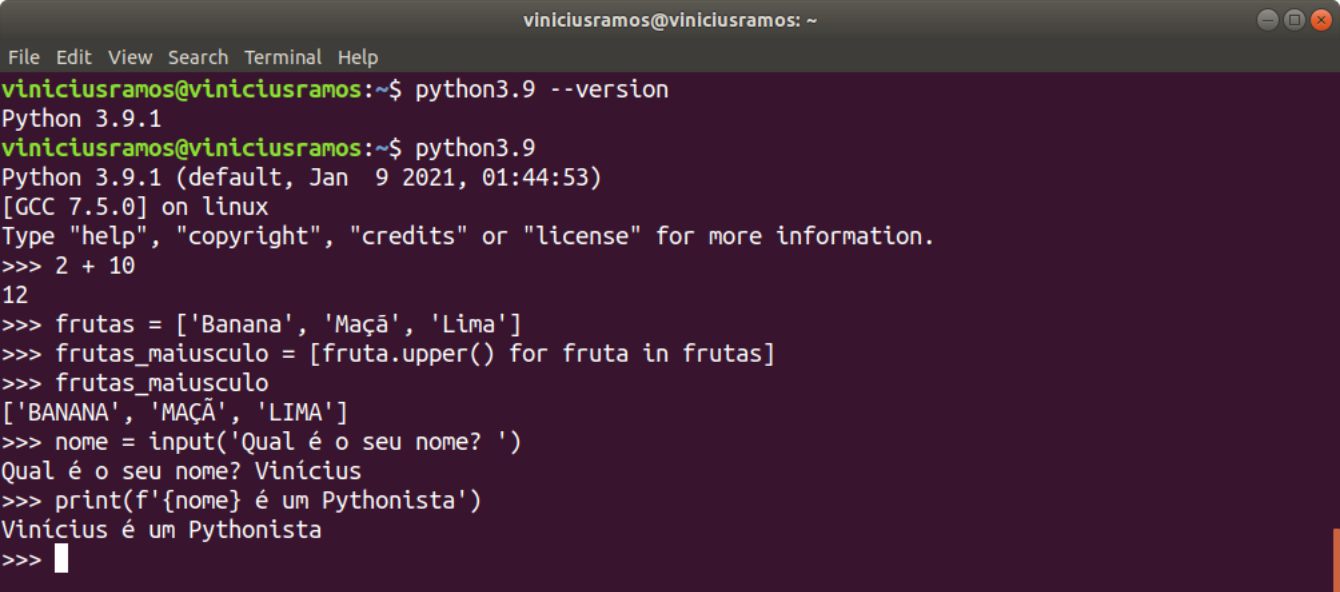 viniciusramos@viniciusramos: ~
File Edit View Search Terminal Help
viniciusramos@viniciusramos:~$ python3.9 --version
Python 3.9.1
viniciusramos@viniciusramos:~$ python3.9
Python 3.9.1 (default, Jan  9 2021, 01:44:53)
[GCC 7.5.0] on linux
Type "help", "copyright", "credits" or "license" for more information.
>>> 2 + 10
12
>>> frutas = ['Banana', 'Maçã', 'Lima']
>>> frutas_maiusculo = [fruta.upper() for fruta in frutas]
>>> frutas_maiusculo
['BANANA', 'MAÇÃ', 'LIMA']
>>> nome = input('Qual é o seu nome? ')
Qual é o seu nome? Vinícius
>>> print(f'{nome} é um Pythonista')
Vinícius é um Pythonista
>>>